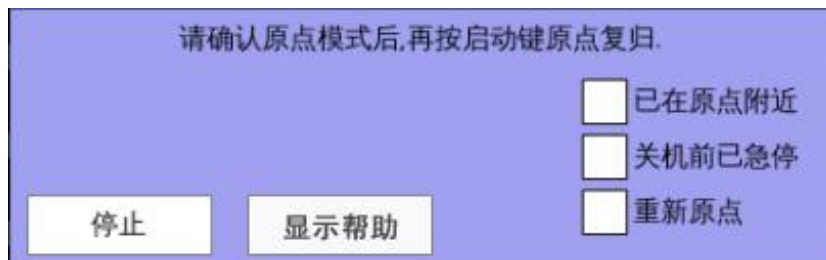 请确认原点模式后,再按启动键原点复归.
已在原点附近
关机前已急停
重新原点
停止
显示帮助